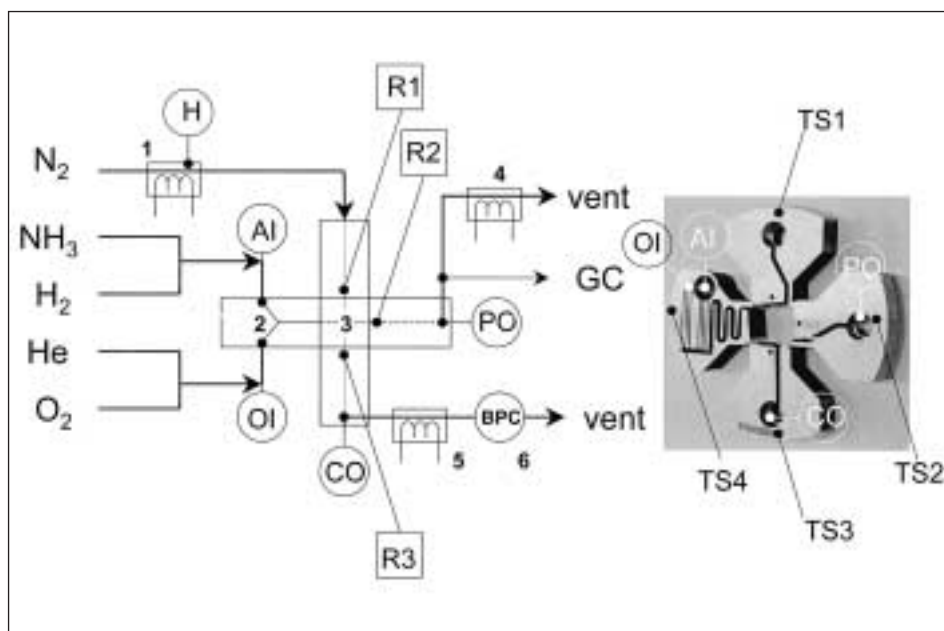 N2
1
H
NH3
H2
He
O2
AI
OI
2
3
R1
R2
R3
4
vent
GC
PO
BPC
vent
5
6
CO
TS1
OI
AI
PO
CO
TS2
TS4
TS3